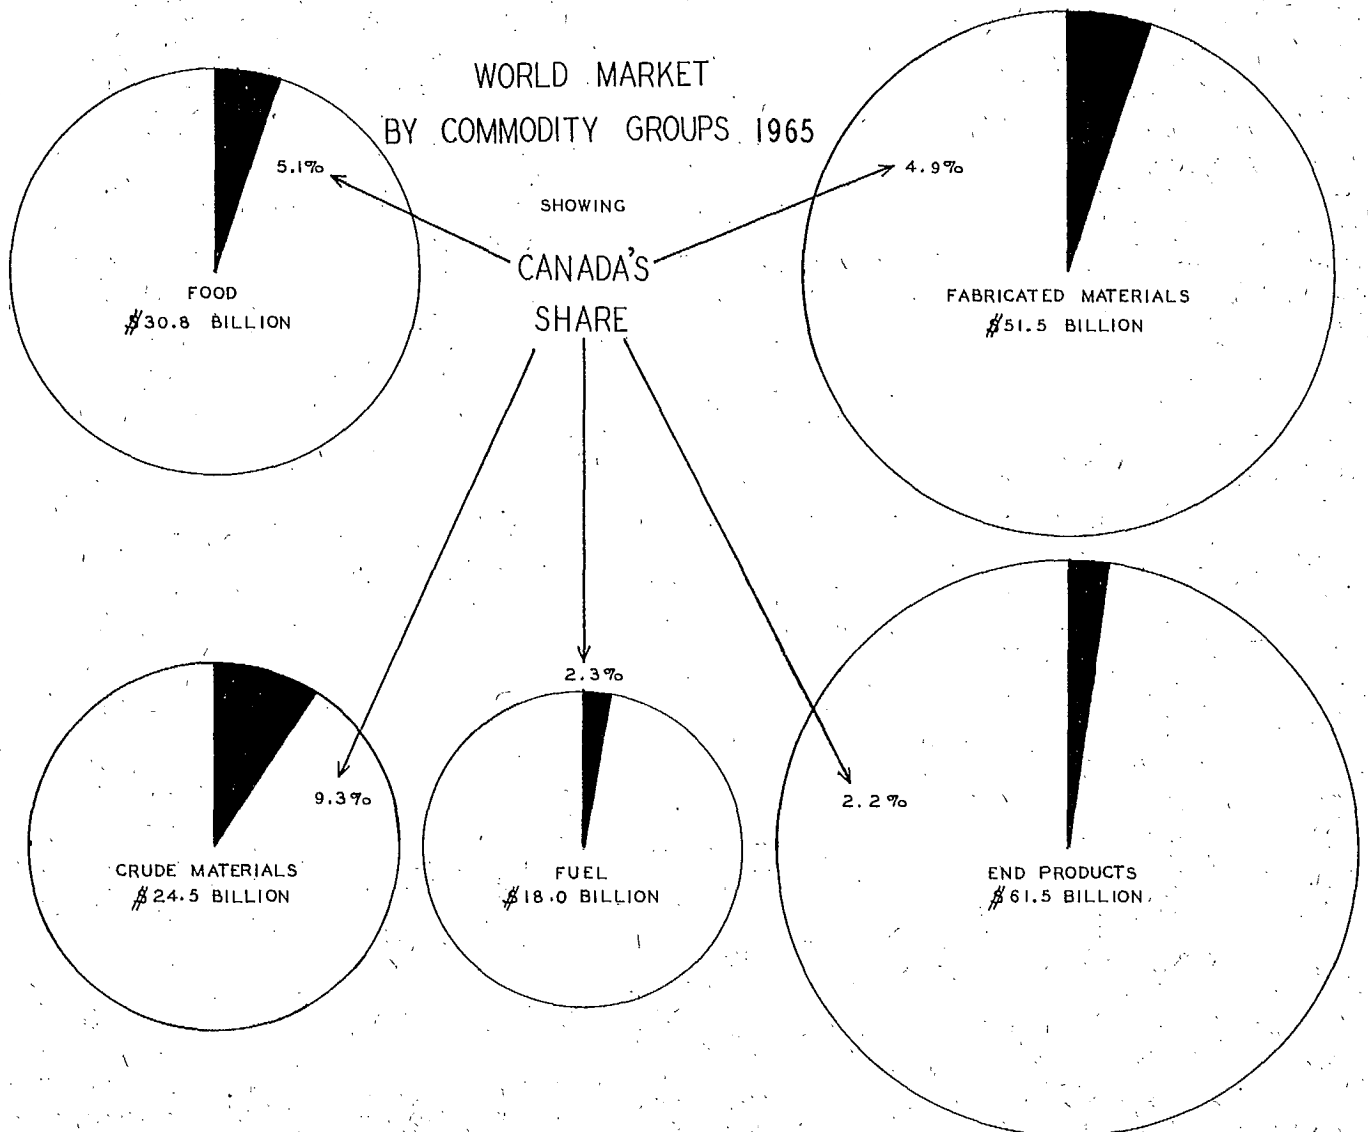 WORLD MARKET
BY COMMODITY GROUPS 1965
SHOWING
CANADA'S
SHARE
5.1%
FOOD
$30.8 BILLION
4.9%
FABRICATED MATERIALS
$51.5 BILLION
9.3%
CRUDE MATERIALS
$24.5 BILLION
2.3%
FUEL
$18.0 BILLION
2.2%
END PRODUCTS
$61.5 BILLION